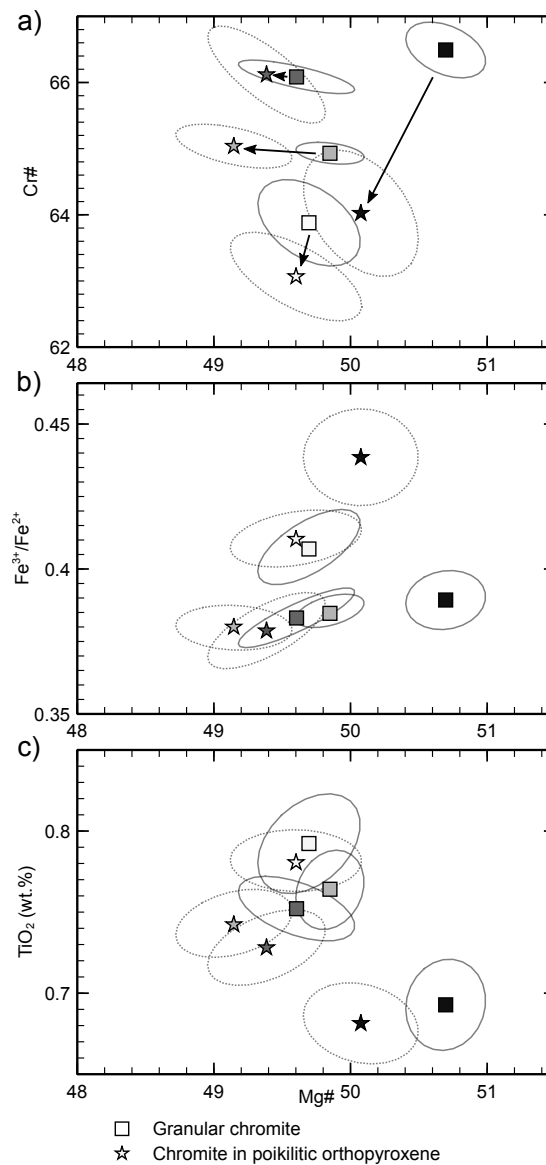 a)
66
64
62
Cr#
48 49 50 51
b)
0.45
0.4
0.35
Fe³⁺/Fe²⁺
48 49 50 51
c)
0.8
0.7
TiO₂ (wt.%)
48 49 50 51
Mg#
Granular chromite
Chromite in poikilitic orthopyroxene